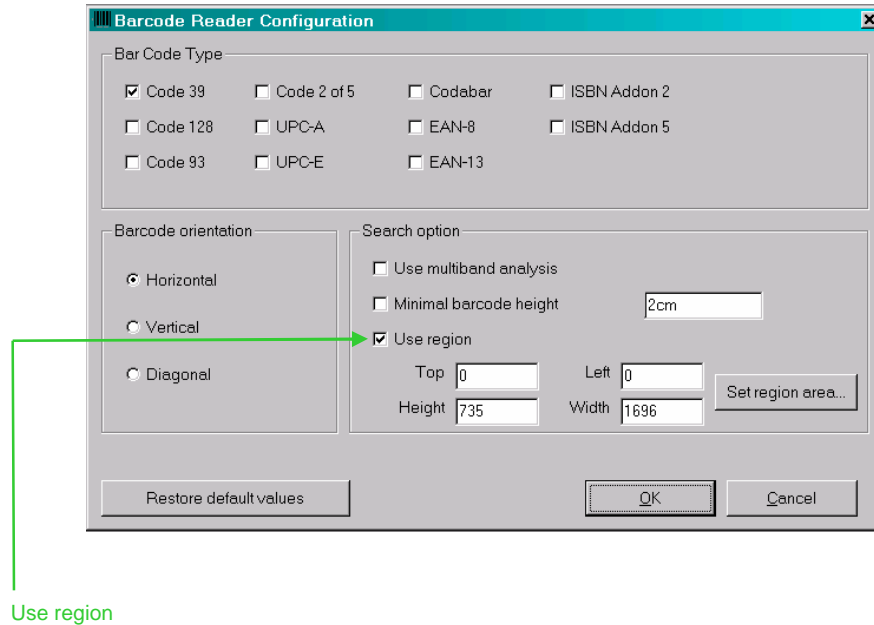 Barcode Reader Configuration
Bar Code Type
Code 39 Code 2 of 5 Codabar ISBN Addon 2
Code 128 UPC-A EAN-8 ISBN Addon 5
Code 93 UPC-E EAN-13
Barcode orientation
Horizontal
Vertical
Diagonal
Search option
Use multiband analysis
Minimal barcode height 2cm
Use region
Top 0 Left 0
Height 735 Width 1696
Set region area...
Restore default values OK Cancel
Use region